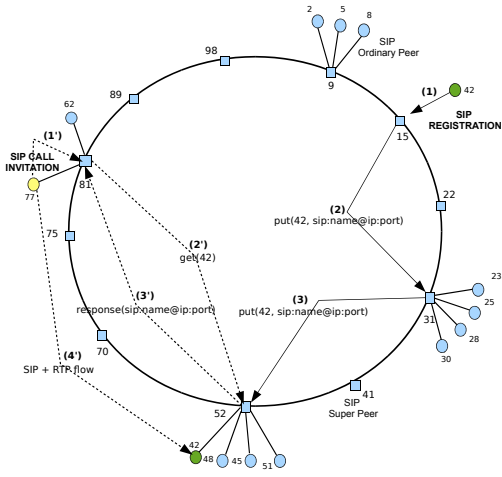 2
5
8
98
SIP
Ordinary Peer
9
89
(1)
42
62
15
SIP
REGISTRATION
(1')
SIP CALL
INVITATION
81
77
22
(2)
put(42, sip:name@ip:port)
75
(2')
get(42)
23
(3')
response(sip:name@ip:port)
(3)
put(42, sip:name@ip:port)
31
25
28
30
70
(4')
SIP + RTP flow
41
SIP
Super Peer
52
42
48
45
51